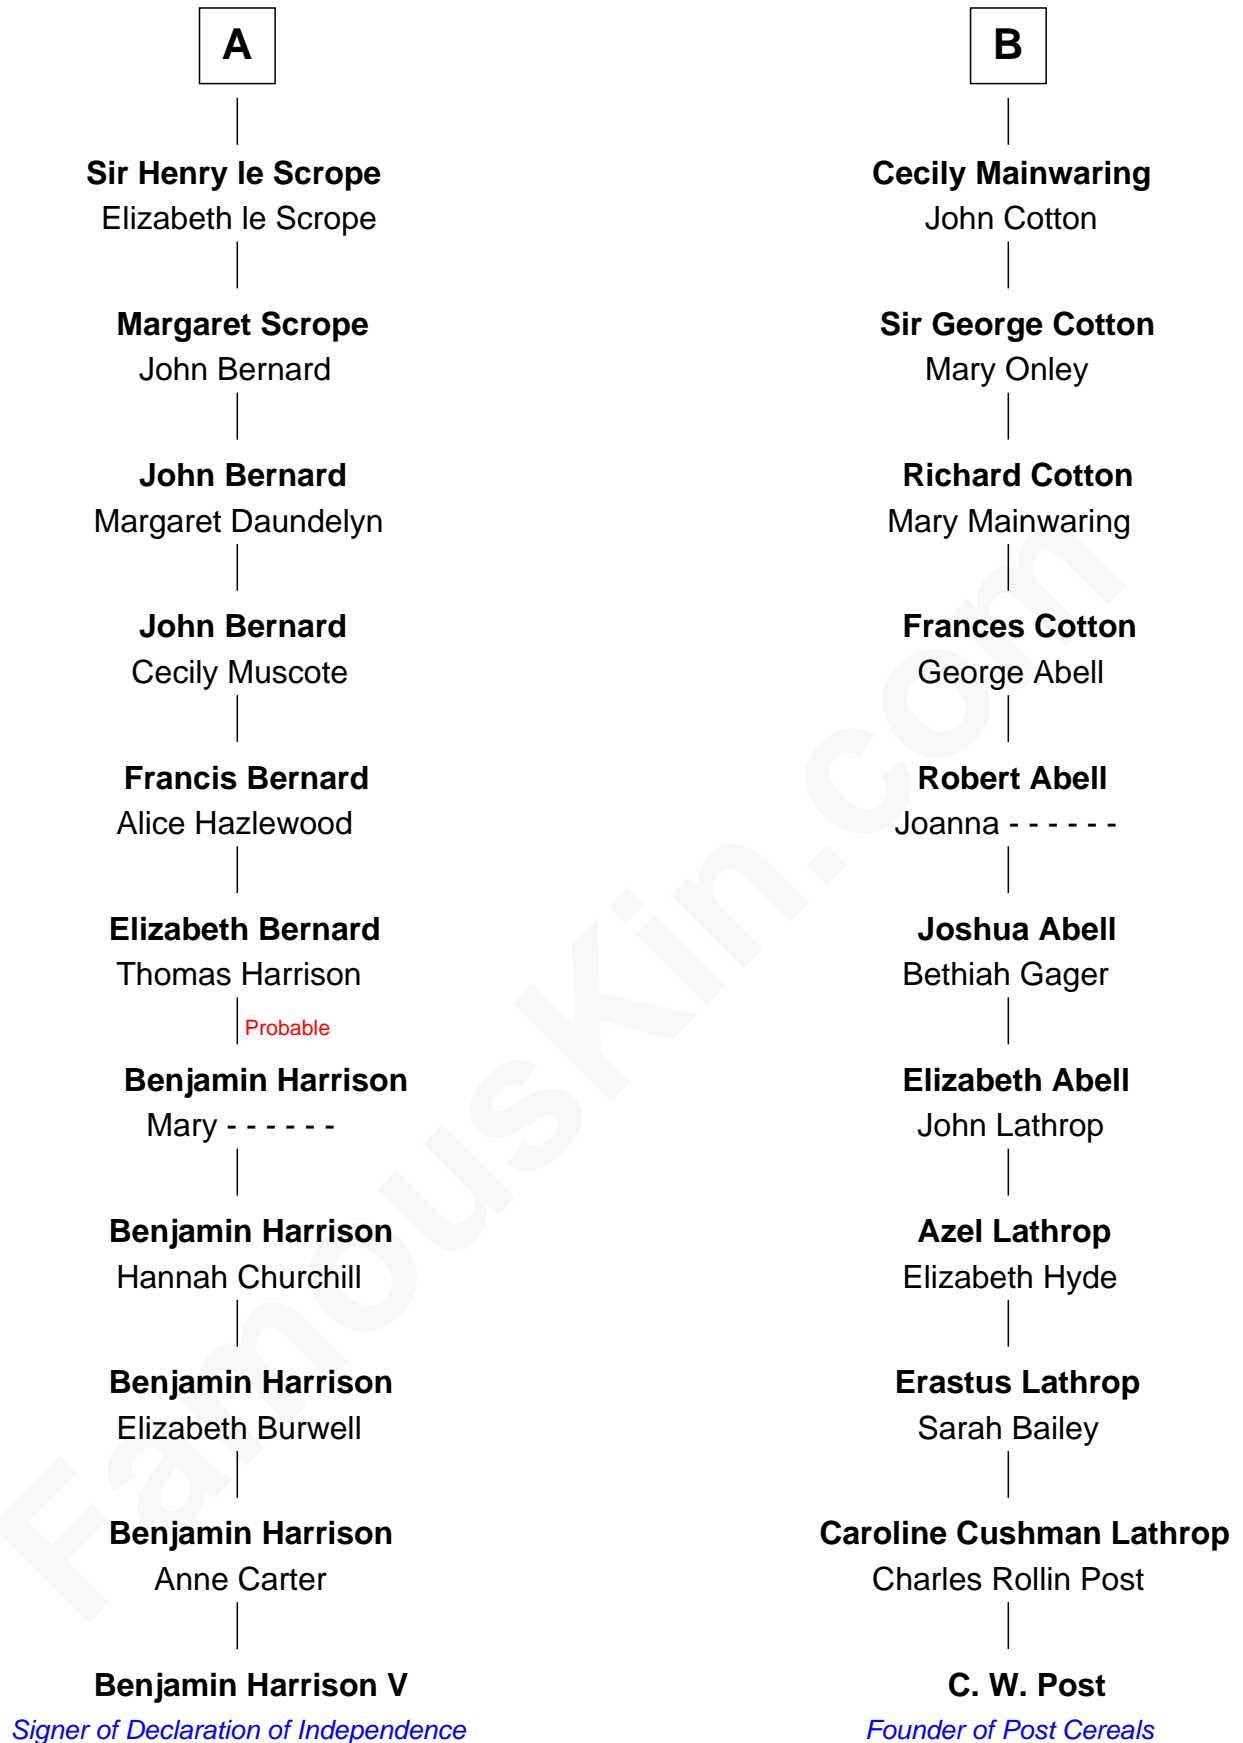 A
Sir Henry le Scrope
Elizabeth le Scrope
Margaret Scrope
John Bernard
John Bernard
Margaret Daundelyn
John Bernard
Cecily Muscote
Francis Bernard
Alice Hazlewood
Elizabeth Bernard
Thomas Harrison
Probable
Benjamin Harrison
Mary - - - - - -
Benjamin Harrison
Hannah Churchill
Benjamin Harrison
Elizabeth Burwell
Benjamin Harrison
Anne Carter
Benjamin Harrison V
Signer of Declaration of Independence
B
Cecily Mainwaring
John Cotton
Sir George Cotton
Mary Onley
Richard Cotton
Mary Mainwaring
Frances Cotton
George Abell
Robert Abell
Joanna - - - - - -
Joshua Abell
Bethiah Gager
Elizabeth Abell
John Lathrop
Azel Lathrop
Elizabeth Hyde
Erastus Lathrop
Sarah Bailey
Caroline Cushman Lathrop
Charles Rollin Post
C. W. Post
Founder of Post Cereals
FamousKin.com